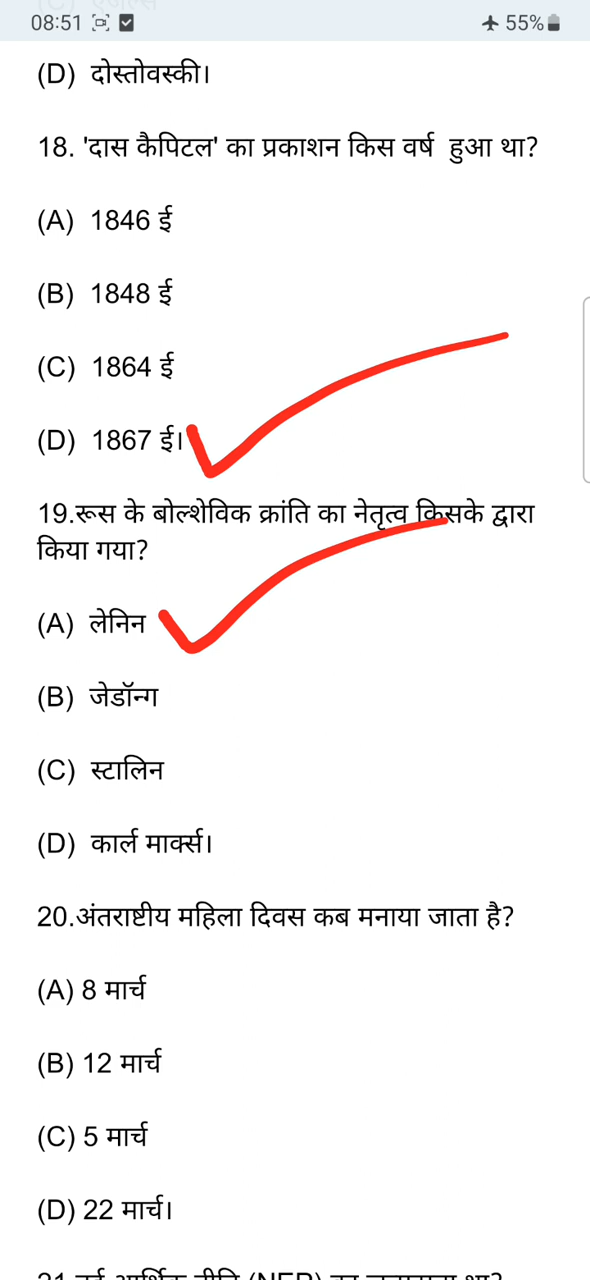 08:51
55%
(D) दोस्तोवस्की।
18. 'दास कैपिटल' का प्रकाशन किस वर्ष हुआ था?
(A) 1846 ई
(B) 1848 ई
(C) 1864 ई
(D) 1867 ई।
19.रूस के बोल्शेविक क्रांति का नेतृत्व किसके द्वारा
किया गया?
(A) लेनिन
(B) जेडॉन्ग
(C) स्टालिन
(D) कार्ल मार्क्स।
20.अंतराष्टीय महिला दिवस कब मनाया जाता है?
(A) 8 मार्च
(B) 12 मार्च
(C) 5 मार्च
(D) 22 मार्च।